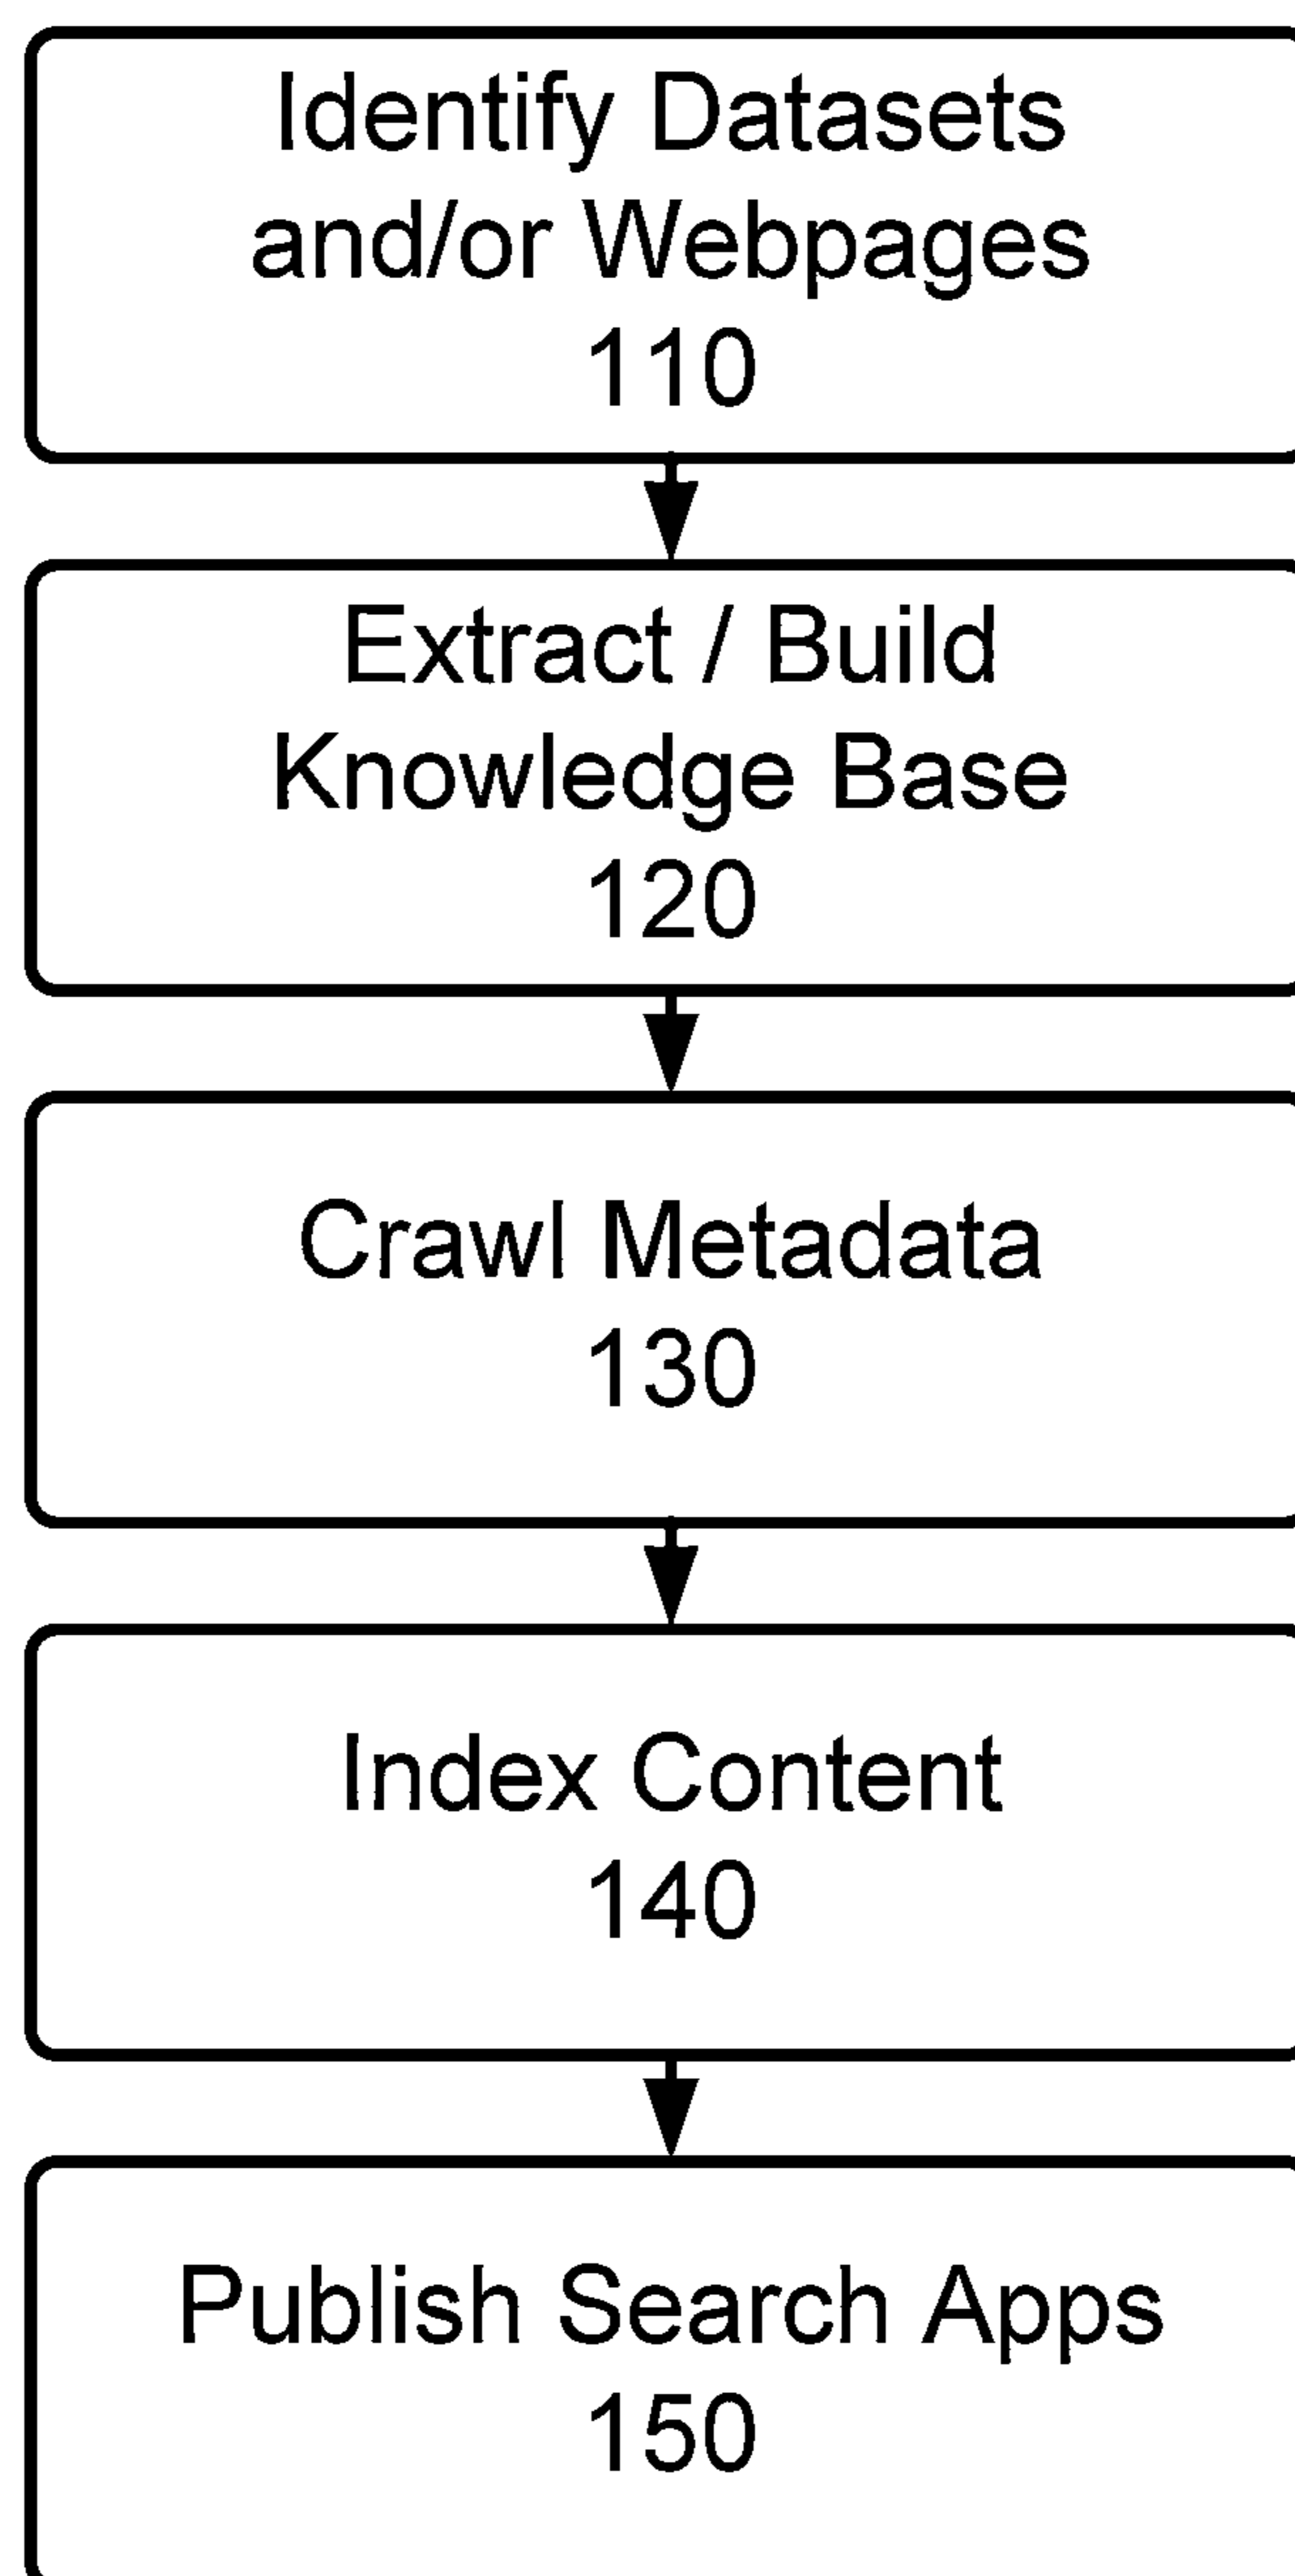 Identify Datasets
and/or Webpages
110
Extract / Build
Knowledge Base
120
Crawl Metadata
130
Index Content
140
Publish Search Apps
150